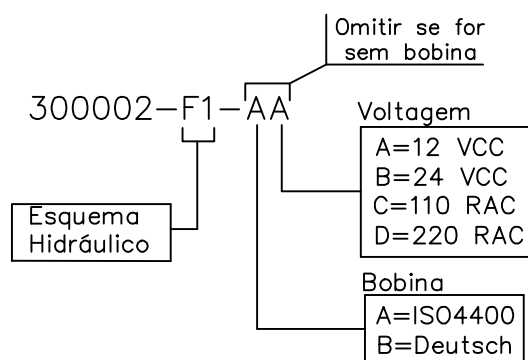 Omitir se for
sem bobina
300002-F1-AA
Voltagem
A=12 VCC
B=24 VCC
C=110 RAC
D=220 RAC
Esquema
Hidráulico
Bobina
A=ISO4400
B=Deutsch